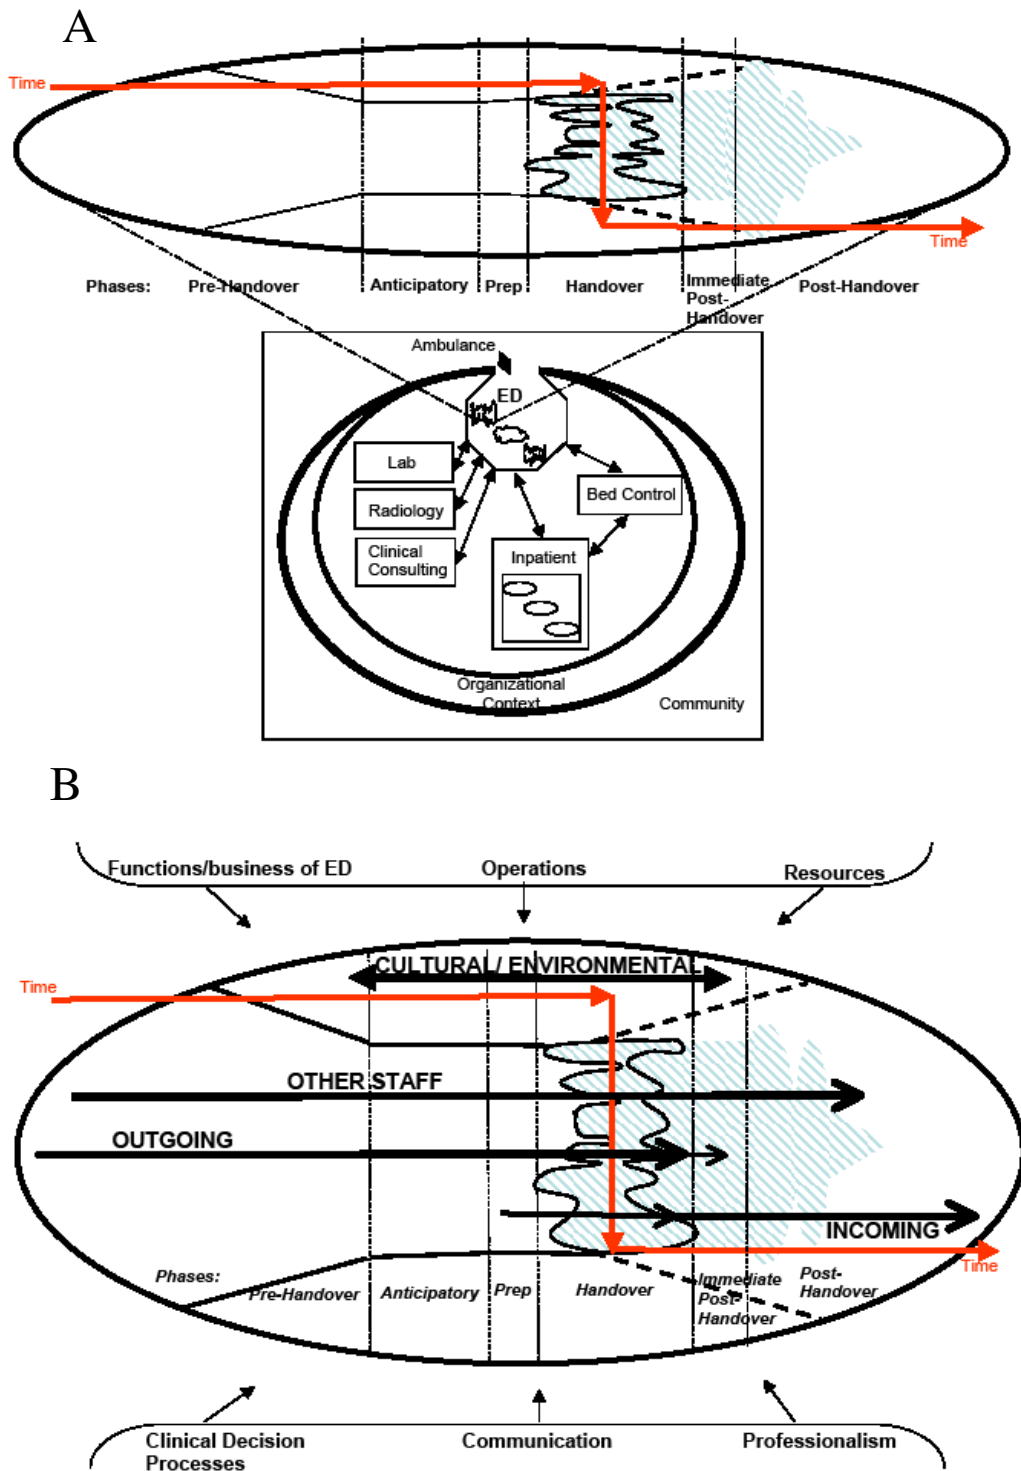 A
Time
Time
Phases:
Pre-Handover
Anticipatory
Prep
Handover
Immediate
Post-
Handover
Post-Handover
Ambulance
ED
Lab
Radiology
Clinical
Consulting
Bed Control
Inpatient
Organizational
Context
Community
B
Functions/business of ED
Operations
Resources
CULTURAL/ ENVIRONMENTAL
Time
OTHER STAFF
OUTGOING
INCOMING
Time
Phases:
Pre-Handover
Anticipatory
Prep
Handover
Immediate
Post-
Handover
Post-
Handover
Clinical Decision
Processes
Communication
Professionalism